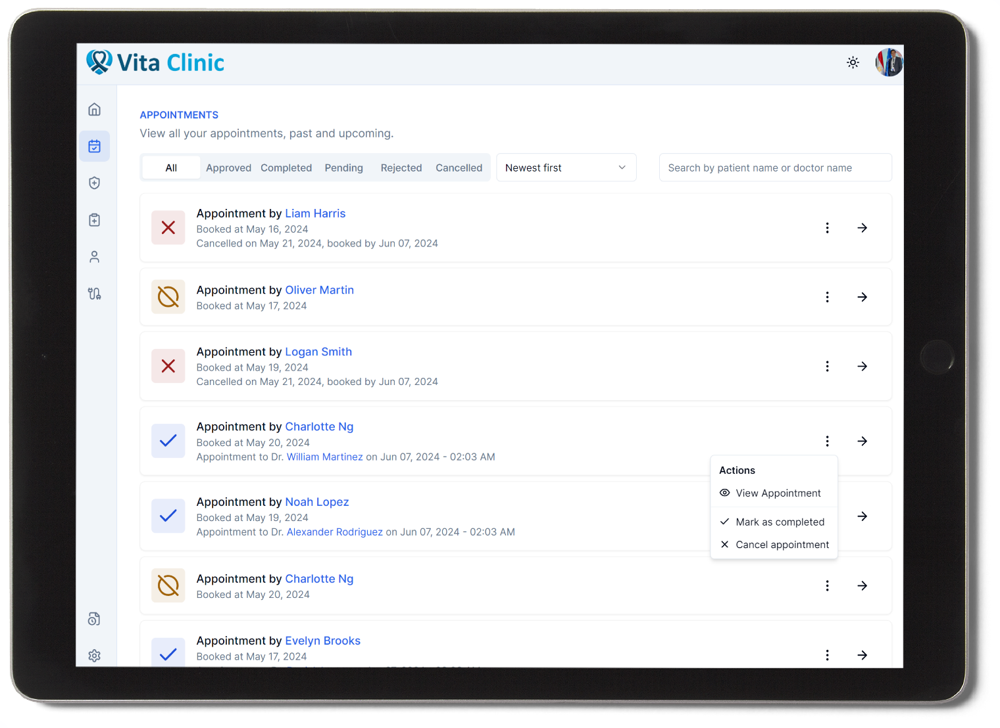 Vita Clinic
APPOINTMENTS
View all your appointments, past and upcoming.
All Approved Completed Pending Rejected Cancelled Newest first Search by patient name or doctor name
Appointment by Liam Harris
Booked at May 16, 2024
Cancelled on May 21, 2024, booked by Jun 07, 2024
Appointment by Oliver Martin
Booked at May 17, 2024
Appointment by Logan Smith
Booked at May 19, 2024
Cancelled on May 21, 2024, booked by Jun 07, 2024
Appointment by Charlotte Ng
Booked at May 20, 2024
Appointment to Dr. William Martinez on Jun 07, 2024 - 02:03 AM
Actions
View Appointment
Mark as completed
Cancel appointment
Appointment by Noah Lopez
Booked at May 19, 2024
Appointment to Dr. Alexander Rodriguez on Jun 07, 2024 - 02:03 AM
Appointment by Charlotte Ng
Booked at May 20, 2024
Appointment by Evelyn Brooks
Booked at May 17, 2024